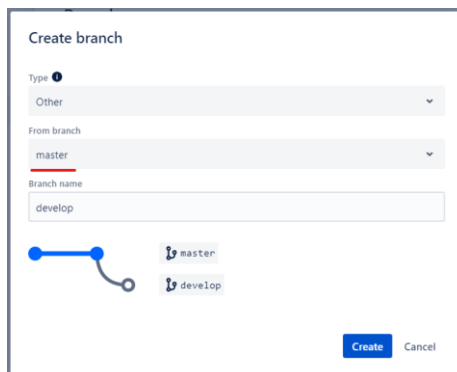 Create branch
Type
Other
From branch
master
Branch name
develop
master
develop
Create Cancel